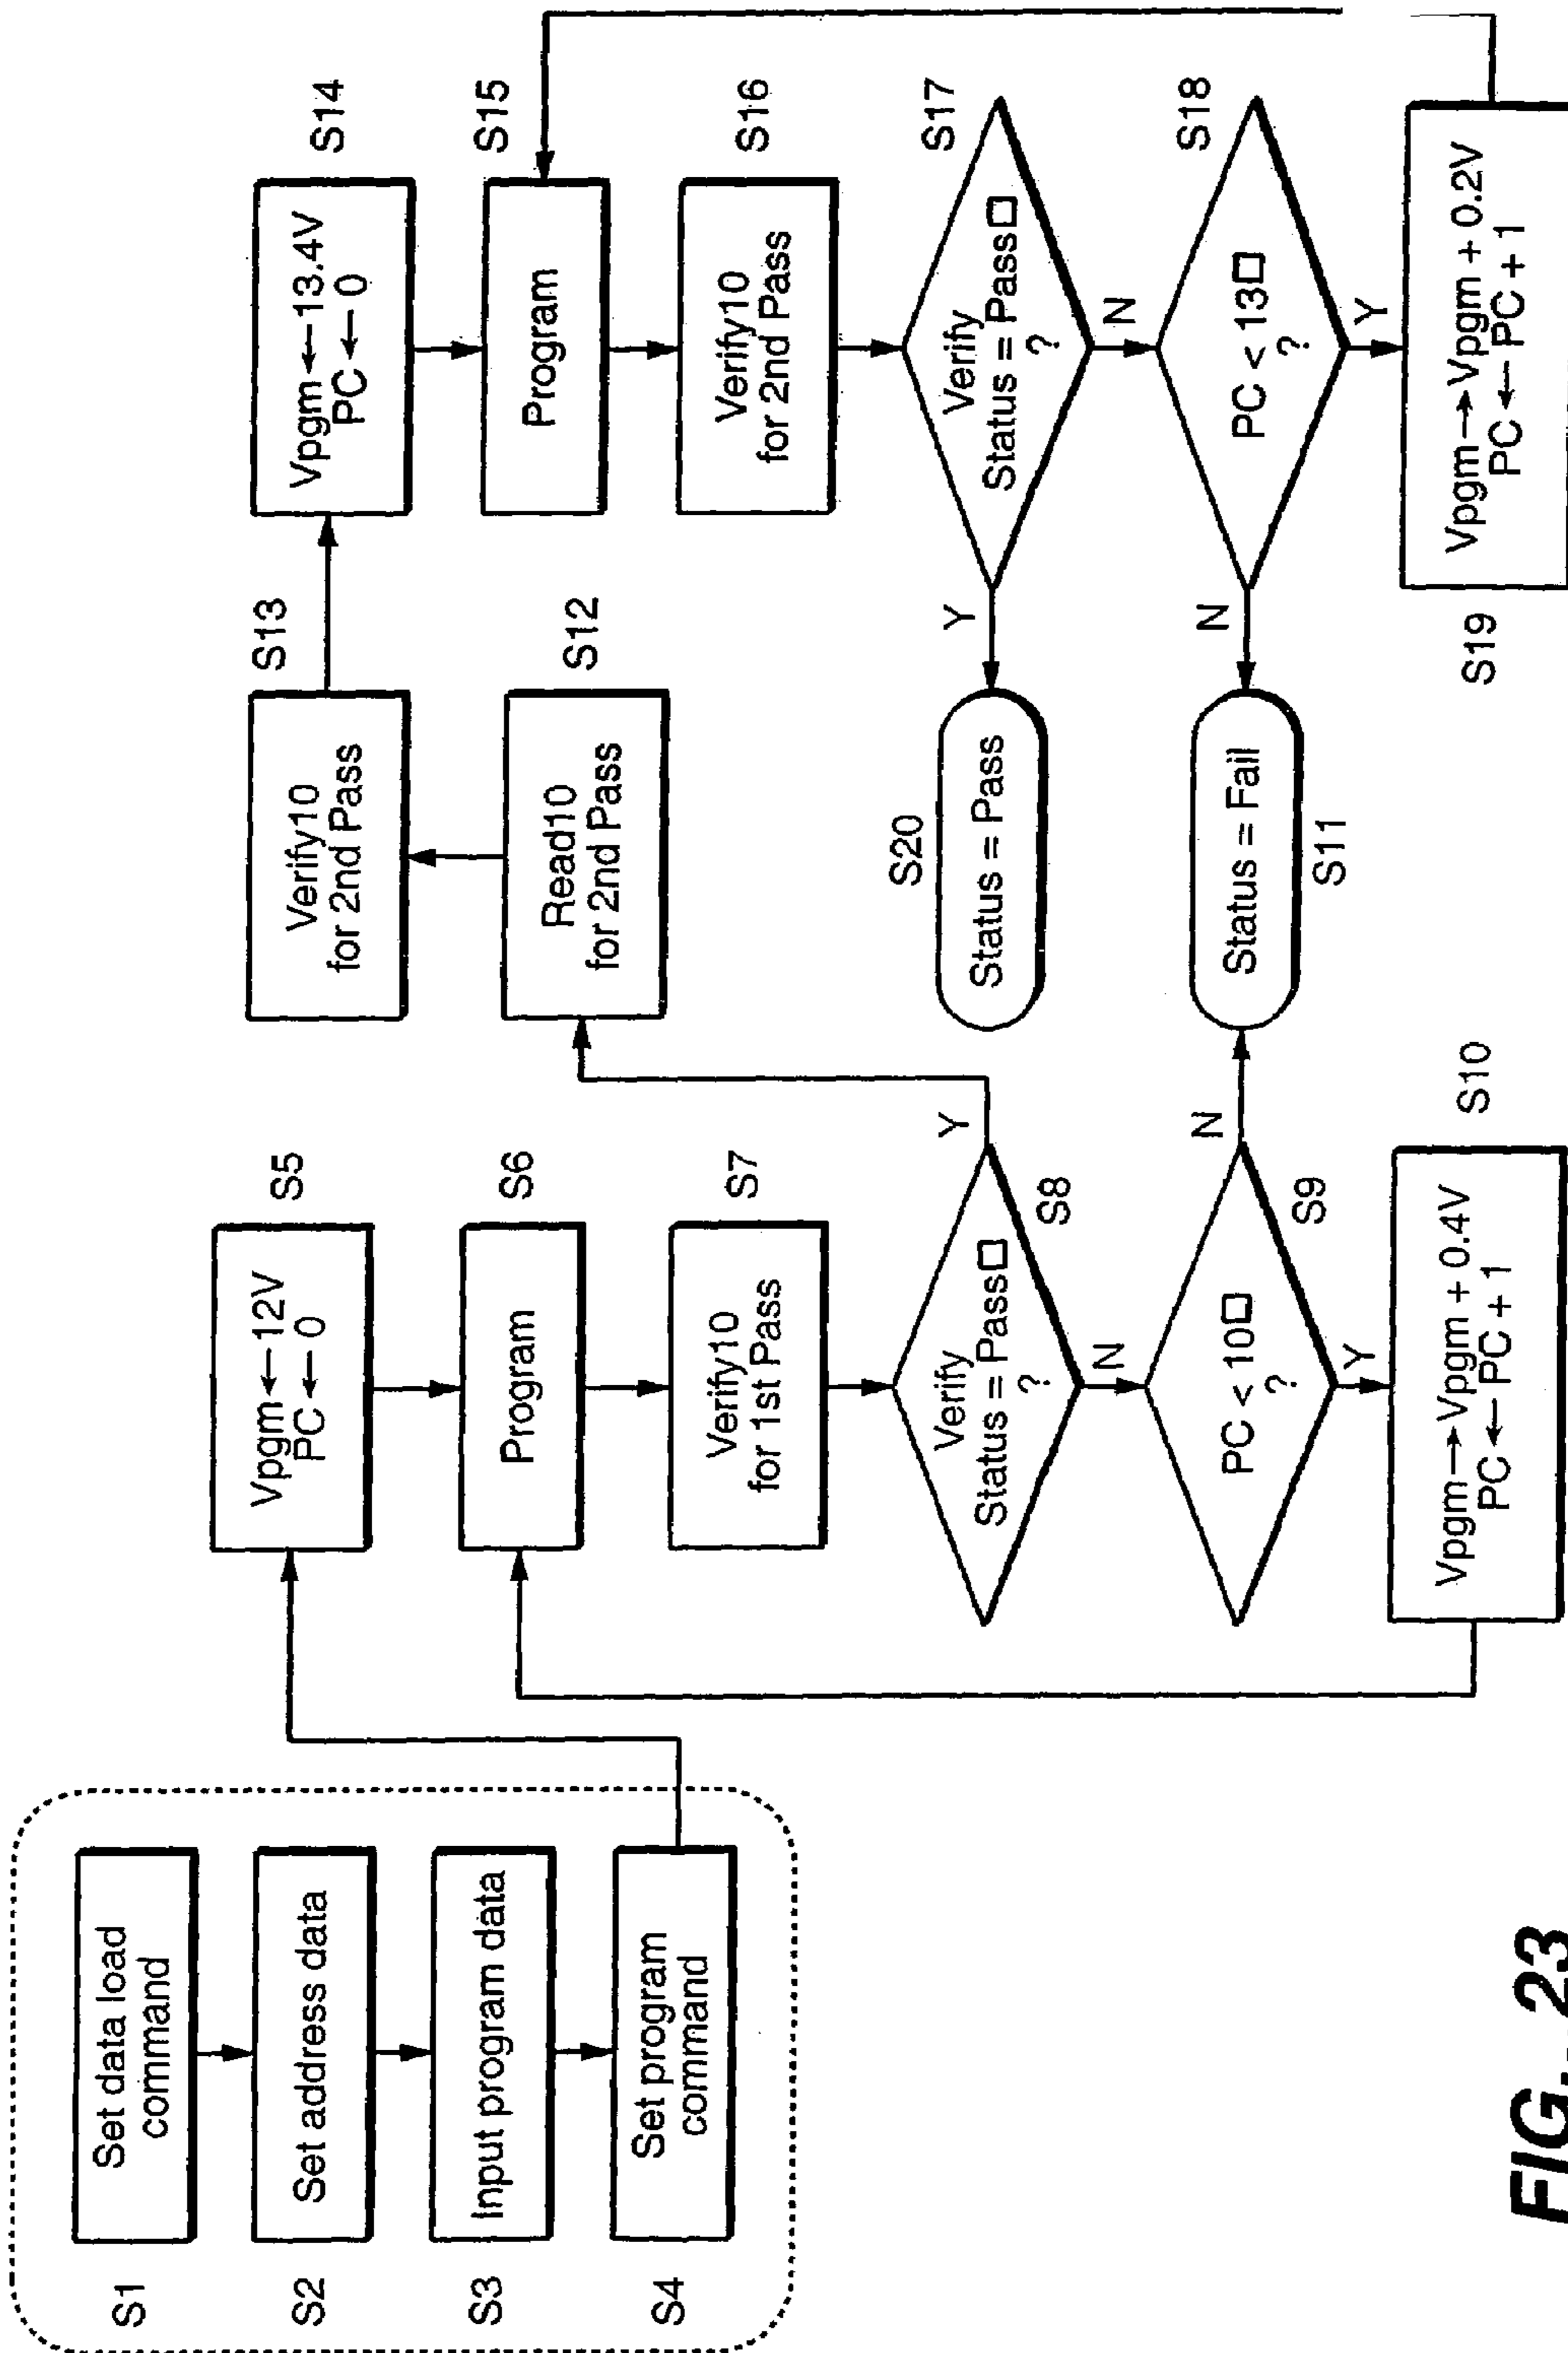 S1
Set data load
command
S2
Set address data
S3
Input program data
S4
Set program
command
Vpgm ← 12V
PC ← 0
S5
Program
S6
Verify10
for 1st Pass
S7
Verify
Status = Pass□
?
S8
Y
N
PC < 10□
?
S9
N
Y
Vpgm → Vpgm + 0.4V
PC ← PC + 1
S10
Verify10
for 2nd Pass
S13
Read10
for 2nd Pass
S12
S20
Status = Pass
Status = Fail
S11
Vpgm ← 13.4V
PC ← 0
S14
Program
S15
Verify10
for 2nd Pass
S16
Verify
Status = Pass□
?
S17
Y
N
PC < 13□
?
S18
N
Y
Vpgm → Vpgm + 0.2V
PC ← PC + 1
S19
FIG._23